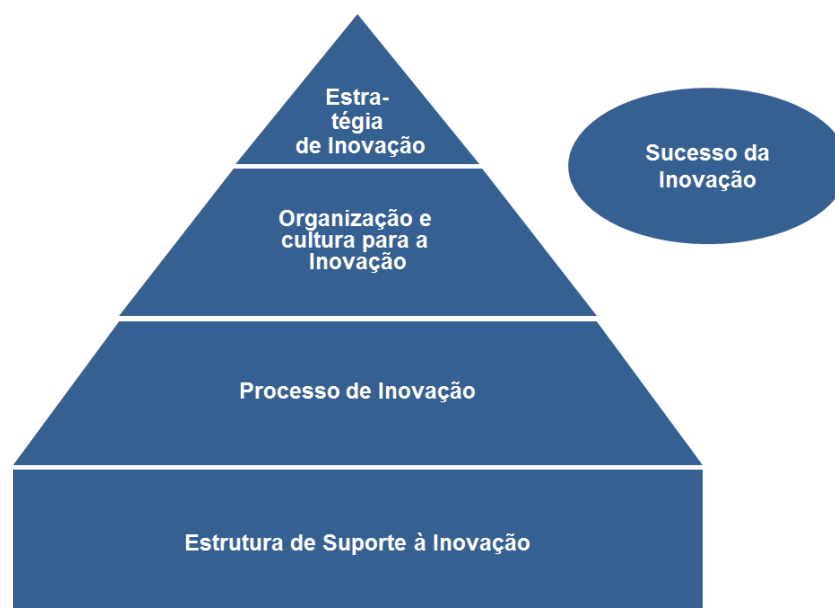 Estra-
tégia
de Inovação
Sucesso da
Inovação
Organização e
cultura para a
Inovação
Processo de Inovação
Estrutura de Suporte à Inovação